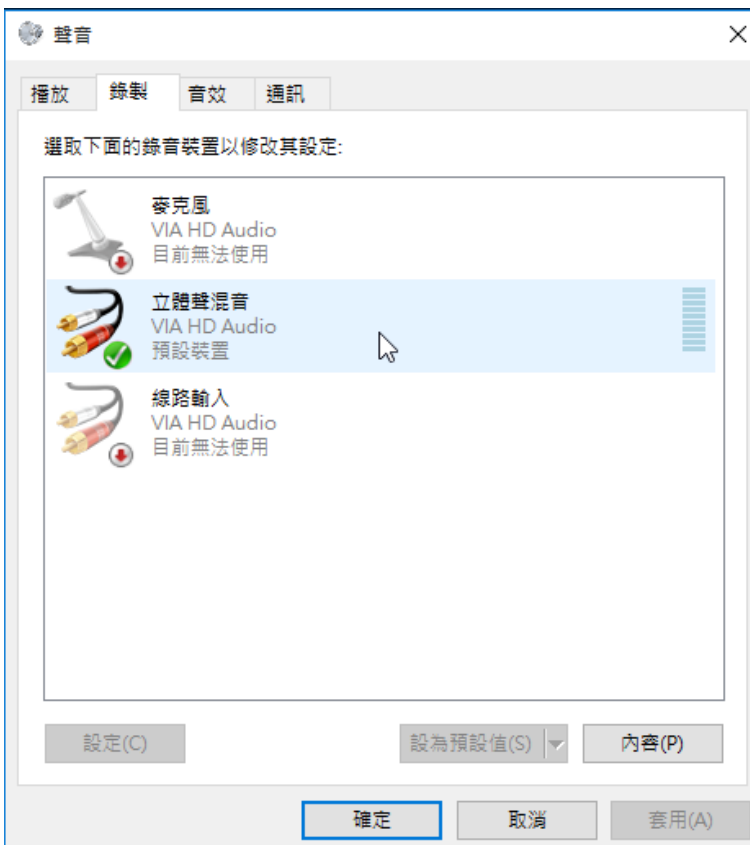 聲音
播放 錄製 音效 通訊
選取下面的錄音裝置以修改其設定:
麥克風
VIA HD Audio
目前無法使用
立體聲混音
VIA HD Audio
預設裝置
線路輸入
VIA HD Audio
目前無法使用
設定(C) 設為預設值(S) 內容(P)
確定 取消 套用(A)